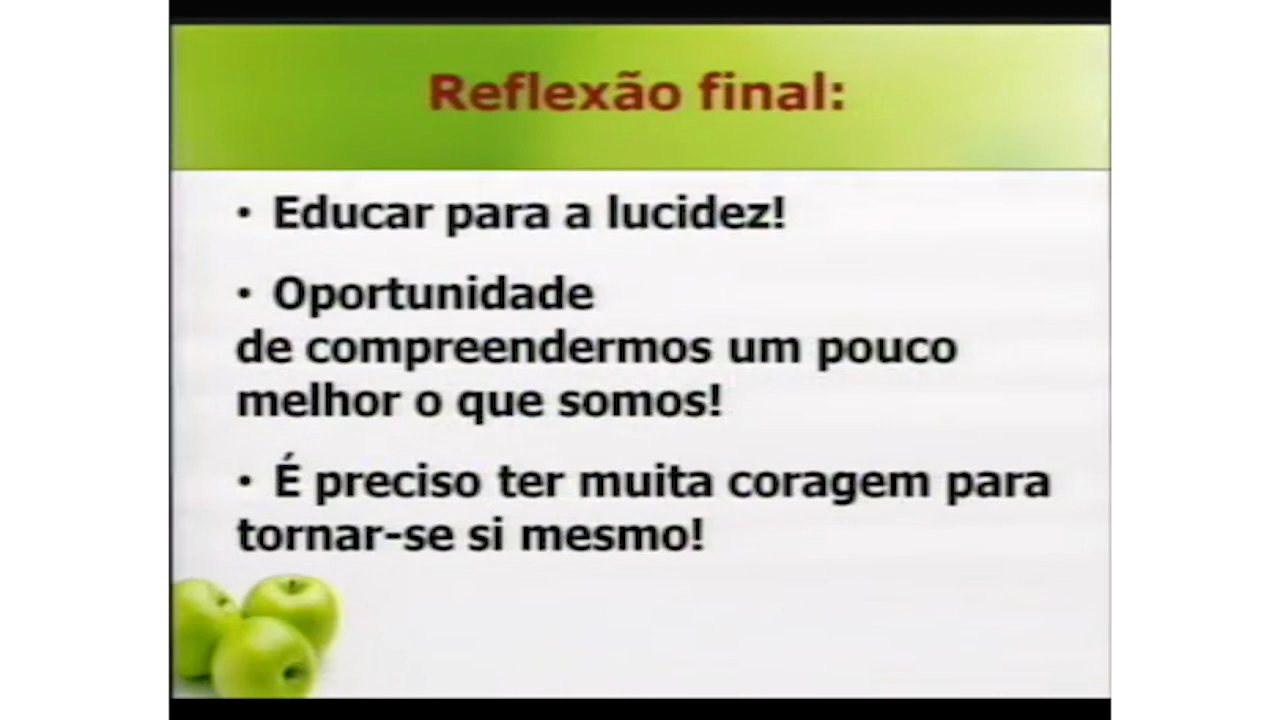 Reflexão final:
• Educar para a lucidez!
• Oportunidade
de compreendermos um pouco
melhor o que somos!
• É preciso ter muita coragem para
tornar-se si mesmo!